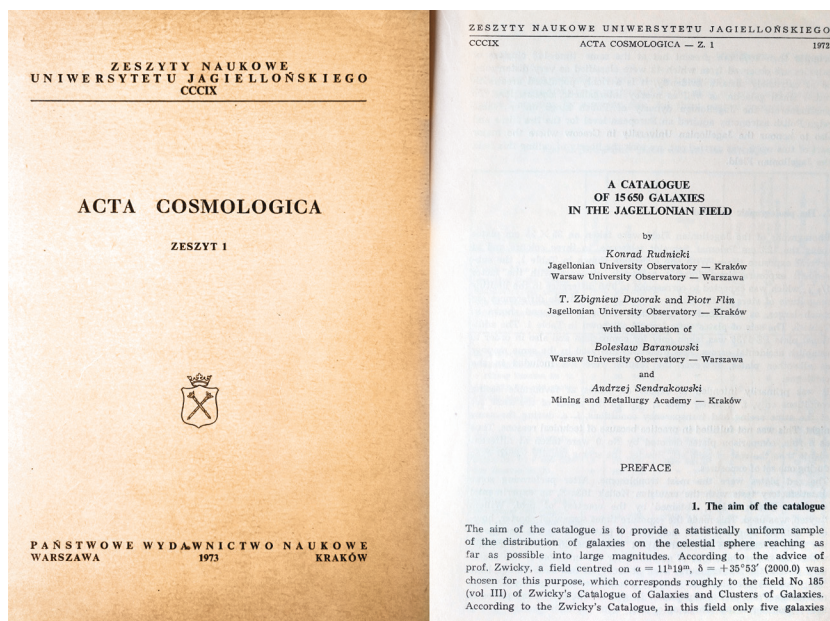 ZESZYTY NAUKOWE
UNIWERSYTETU JAGIELLOŃSKIEGO
CCCIX
ACTA COSMOLOGICA
ZESZYT 1
PAŃSTWOWE WYDAWNICTWO NAUKOWE
WARSZAWA 1973 KRAKÓW
ZESZYTY NAUKOWE UNIWERSYTETU JAGIELLOŃSKIEGO
CCCIX ACTA COSMOLOGICA — Z. 1 1973
A CATALOGUE
OF 15 650 GALAXIES
IN THE JAGELLONIAN FIELD
by
Konrad Rudnicki
Jagellonian University Observatory — Kraków
Warsaw University Observatory — Warszawa
T. Zbigniew Dworak and Piotr Flin
Jagellonian University Observatory — Kraków
with collaboration of
Bolesław Baranowski
Warsaw University Observatory — Warszawa
and
Andrzej Sendrakowski
Mining and Metallurgy Academy — Kraków
PREFACE
1. The aim of the catalogue
The aim of the catalogue is to provide a statistically uniform sample
of the distribution of galaxies on the celestial sphere reaching as
far as possible into large magnitudes. According to the advice of
prof. Zwicky, a field centred on α = 11ʰ19ᵐ, δ = +35°53′ (2000.0) was
chosen for this purpose, which corresponds roughly to the field No 185
(vol III) of Zwicky's Catalogue of Galaxies and Clusters of Galaxies.
According to the Zwicky's Catalogue, in this field only five galaxies